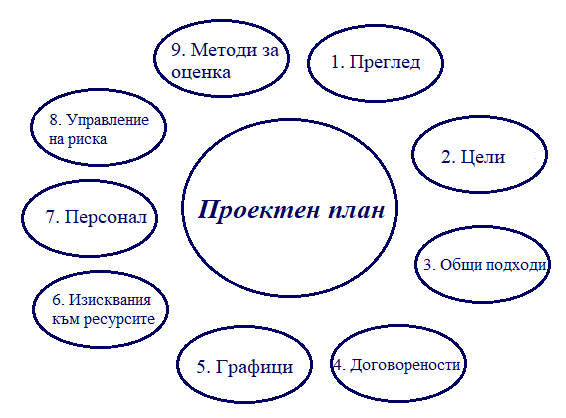 9. Методи за
оценка
1. Преглед
8. Управление
на риска
2. Цели
Проектен план
7. Персонал
3. Общи подходи
6. Изисквания
към ресурсите
5. Графици
4. Договорености